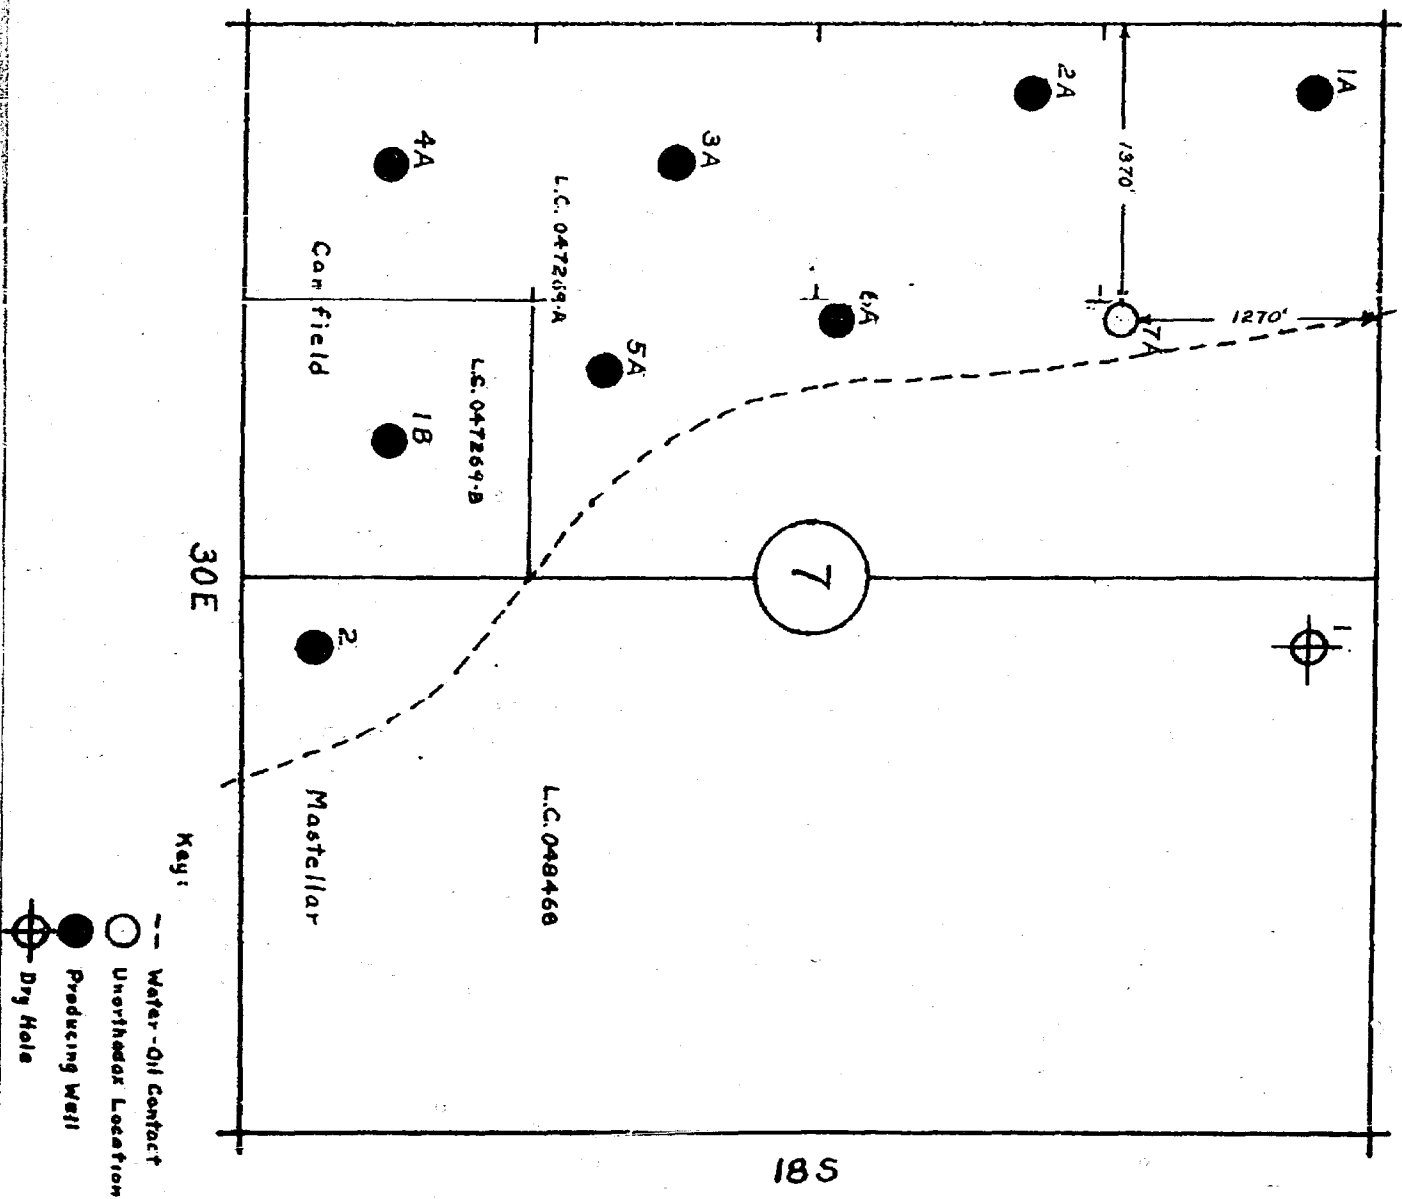 1A
2A
3A
4A
1370'
1270'
7A
6A
5A
1B
L.C. 047269-A
L.C. 047269-B
Canfield
7
1
2
30E
L.C. 048468
Mastellar
18S
Key:
-- Water-Oil Contact
Unorthodox Location
Producing Well
Dry Hole